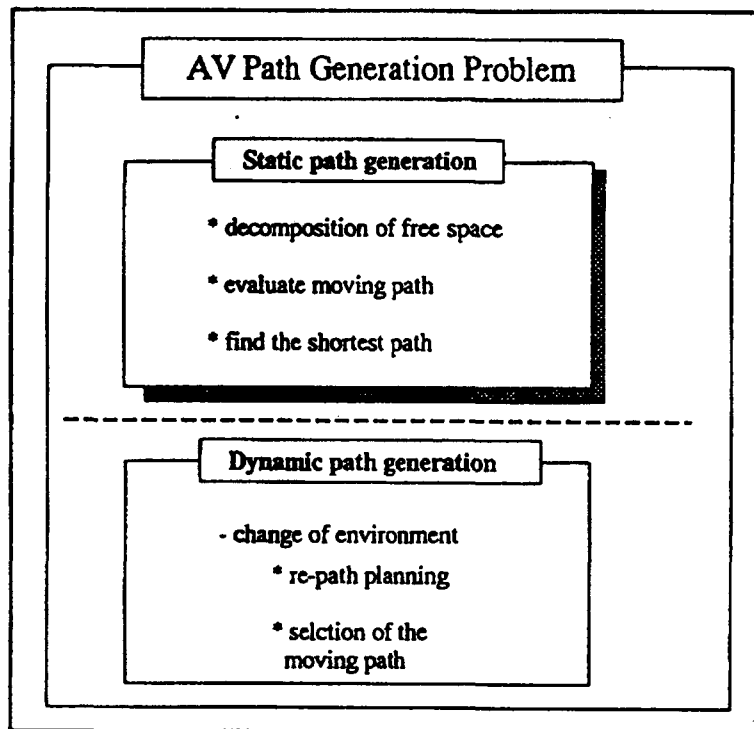 AV Path Generation Problem
Static path generation
* decomposition of free space
* evaluate moving path
* find the shortest path
Dynamic path generation
- change of environment
* re-path planning
* selction of the
moving path